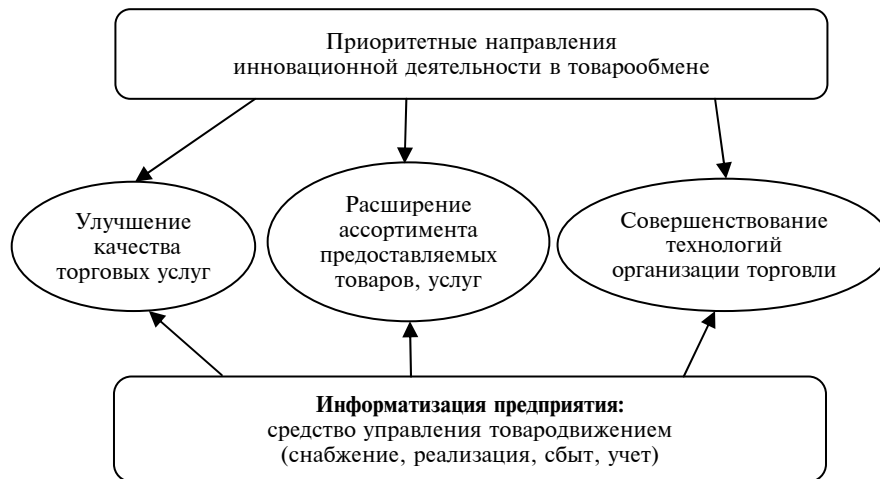 Приоритетные направления
инновационной деятельности в товарообмене
Улучшение
качества
торговых услуг
Расширение
ассортимента
предоставляемых
товаров, услуг
Совершенствование
технологий
организации торговли
Информатизация предприятия:
средство управления товародвижением
(снабжение, реализация, сбыт, учет)